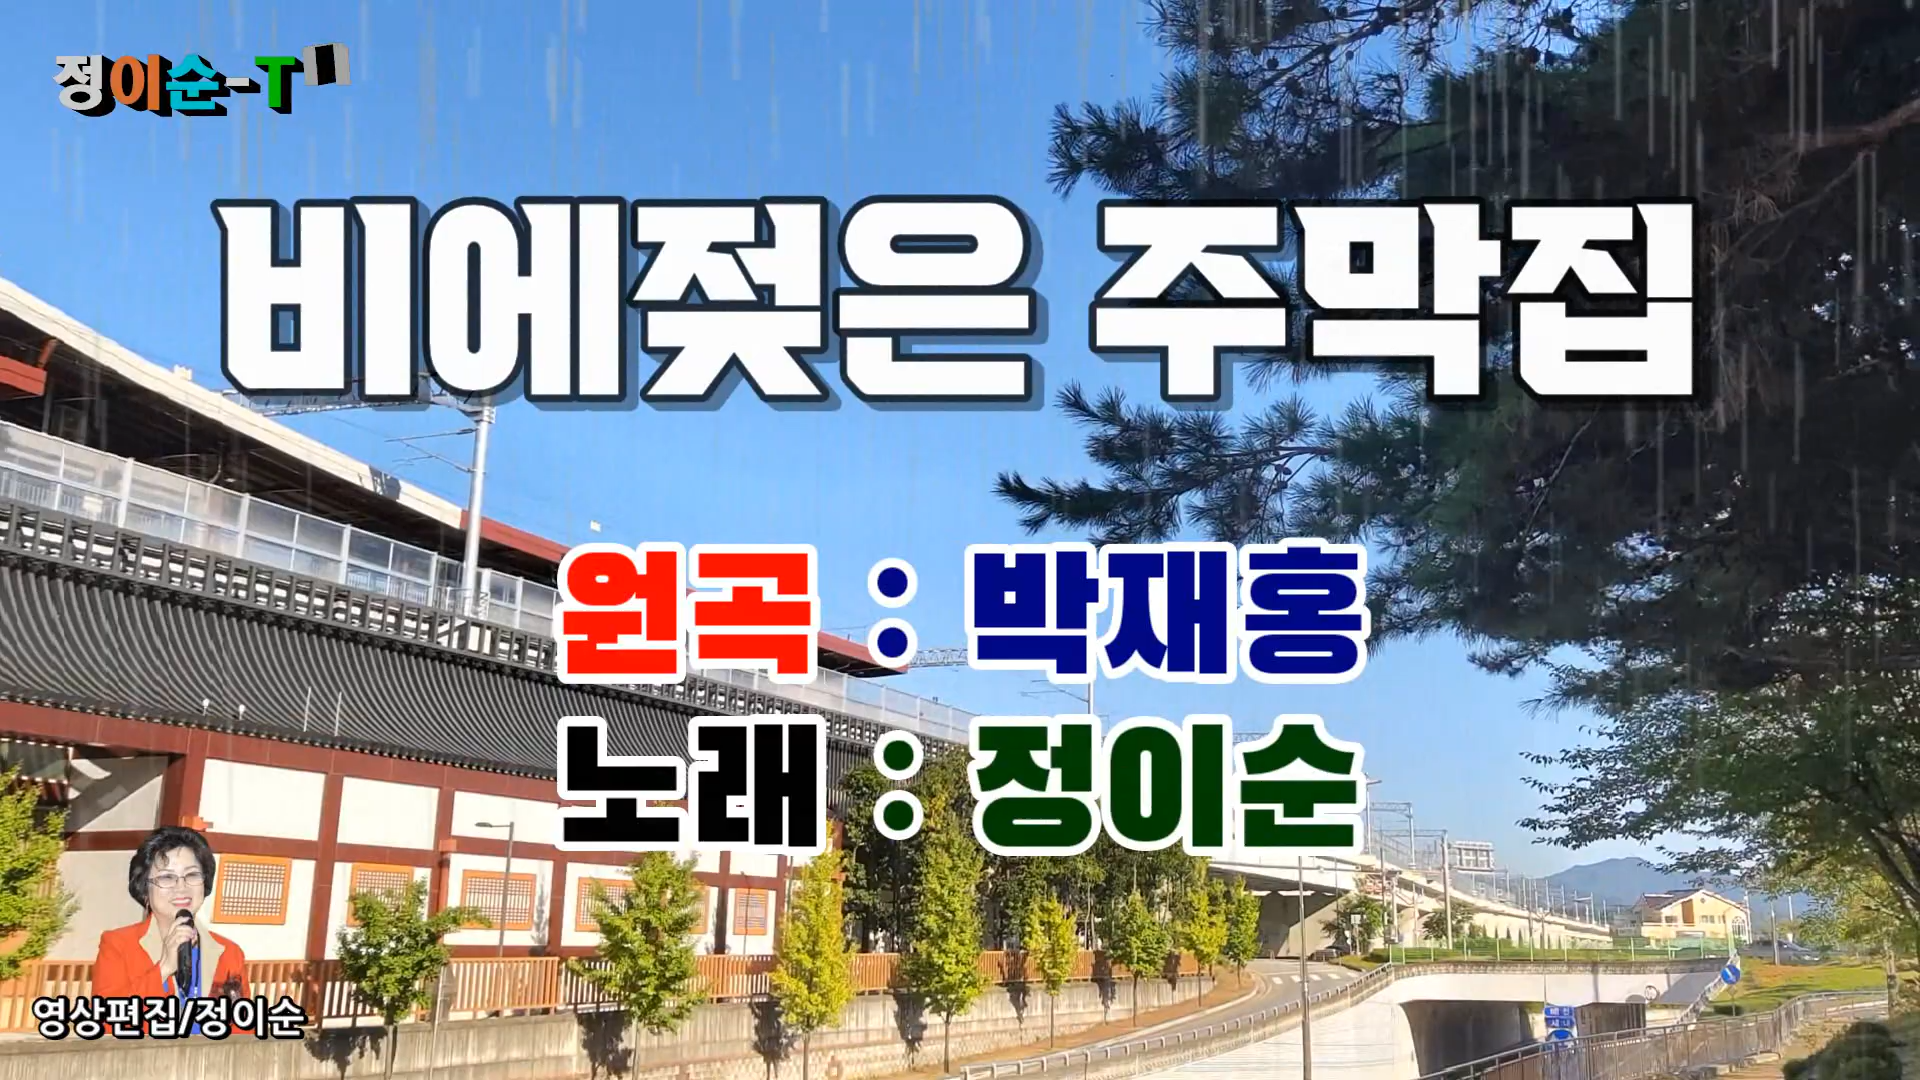 정이순-T
비에젖은 주막집
원곡 : 박재홍
노래 : 정이순
영상편집/정이순